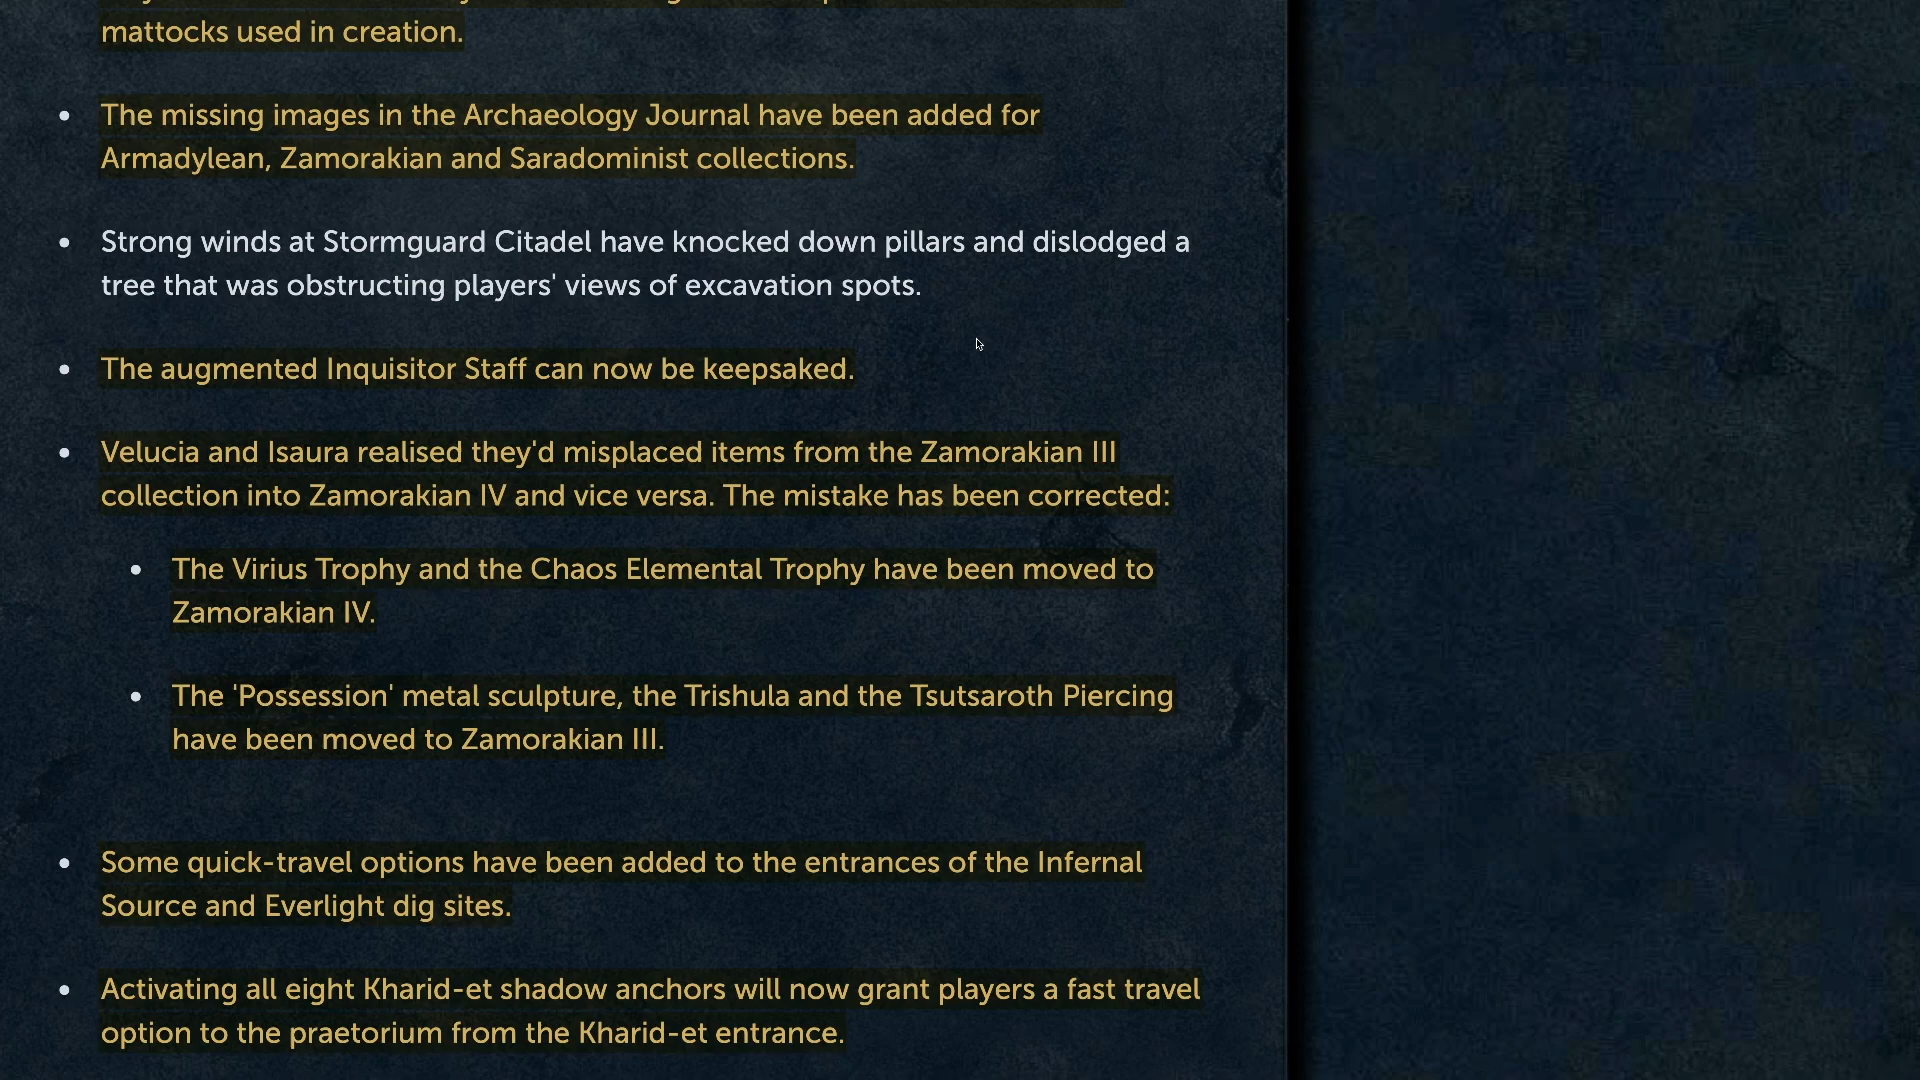 mattocks used in creation.
• The missing images in the Archaeology Journal have been added for
Armadylean, Zamorakian and Saradominist collections.
• Strong winds at Stormguard Citadel have knocked down pillars and dislodged a
tree that was obstructing players' views of excavation spots.
• The augmented Inquisitor Staff can now be keepsaked.
• Velucia and Isaura realised they'd misplaced items from the Zamorakian III
collection into Zamorakian IV and vice versa. The mistake has been corrected:
• The Virius Trophy and the Chaos Elemental Trophy have been moved to
Zamorakian IV.
• The 'Possession' metal sculpture, the Trishula and the Tsutsaroth Piercing
have been moved to Zamorakian III.
• Some quick-travel options have been added to the entrances of the Infernal
Source and Everlight dig sites.
• Activating all eight Kharid-et shadow anchors will now grant players a fast travel
option to the praetorium from the Kharid-et entrance.